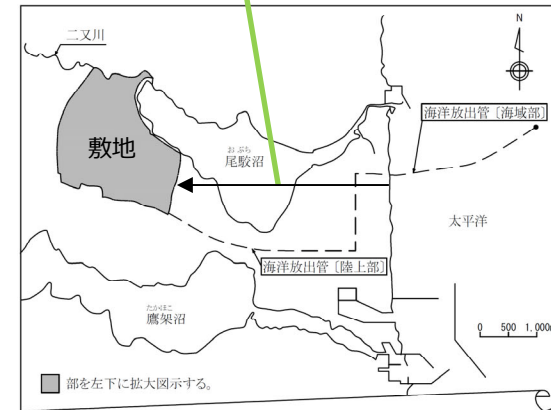 二又川
N
海洋放出管〔海域部〕
敷地
おぶち
尾駮沼
太平洋
海洋放出管〔陸上部〕
たかほこ
鷹架沼
0 500 1,000
部を左下に拡大図示する。